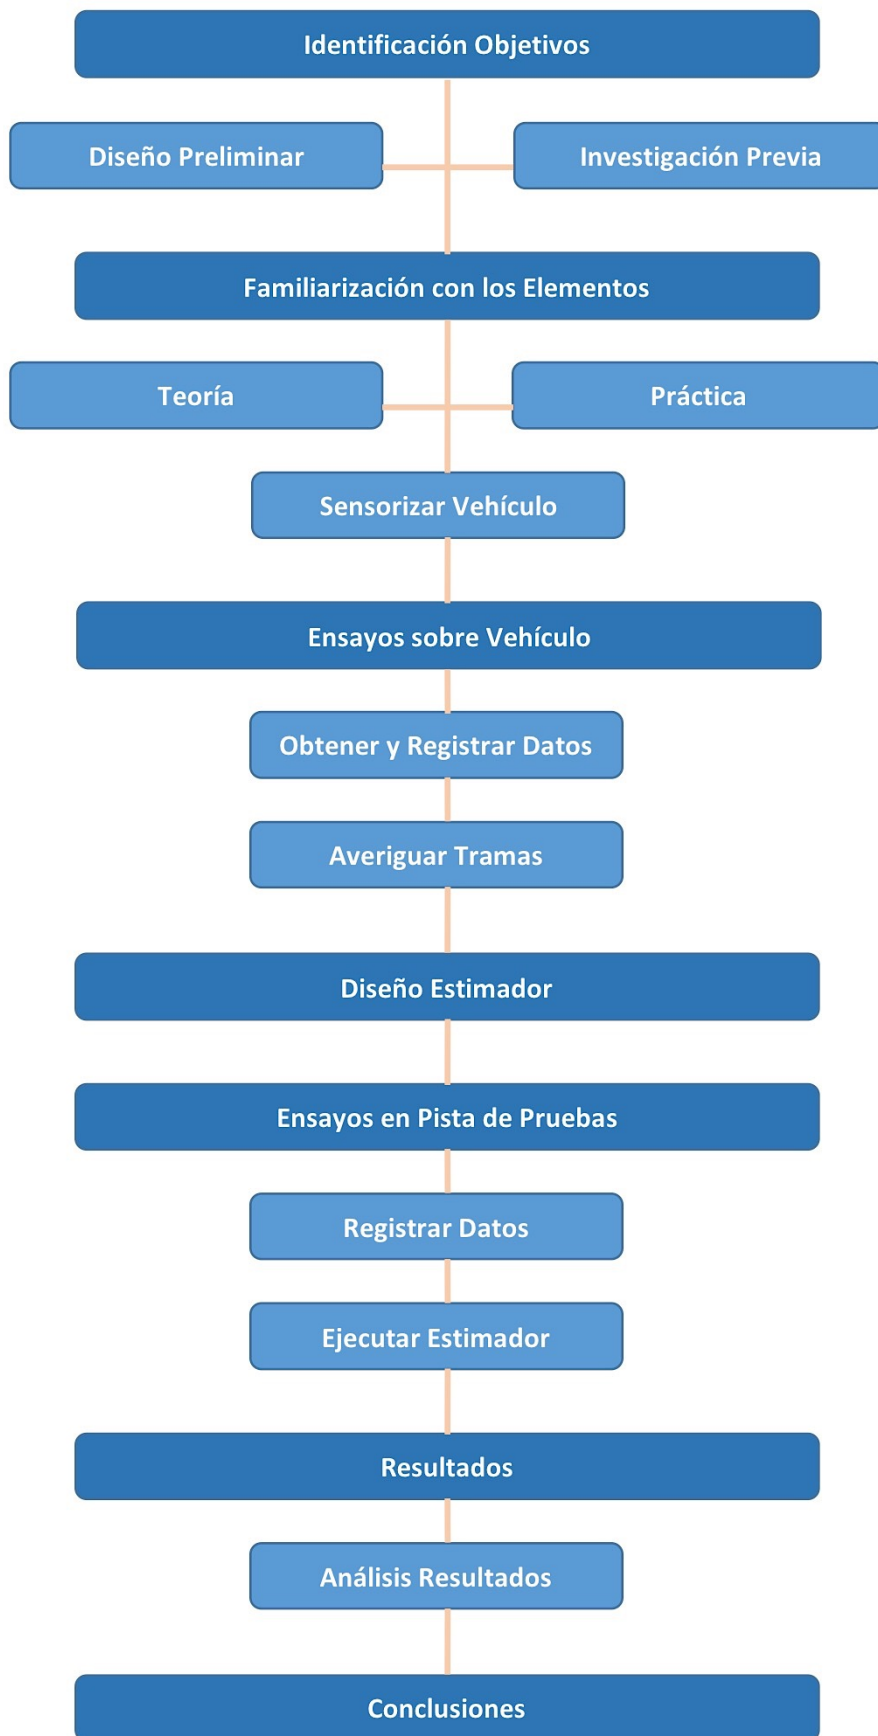 Identificación Objetivos
Diseño Preliminar
Investigación Previa
Familiarización con los Elementos
Teoría
Práctica
Sensorizar Vehículo
Ensayos sobre Vehículo
Obtener y Registrar Datos
Averiguar Tramas
Diseño Estimador
Ensayos en Pista de Pruebas
Registrar Datos
Ejecutar Estimador
Resultados
Análisis Resultados
Conclusiones